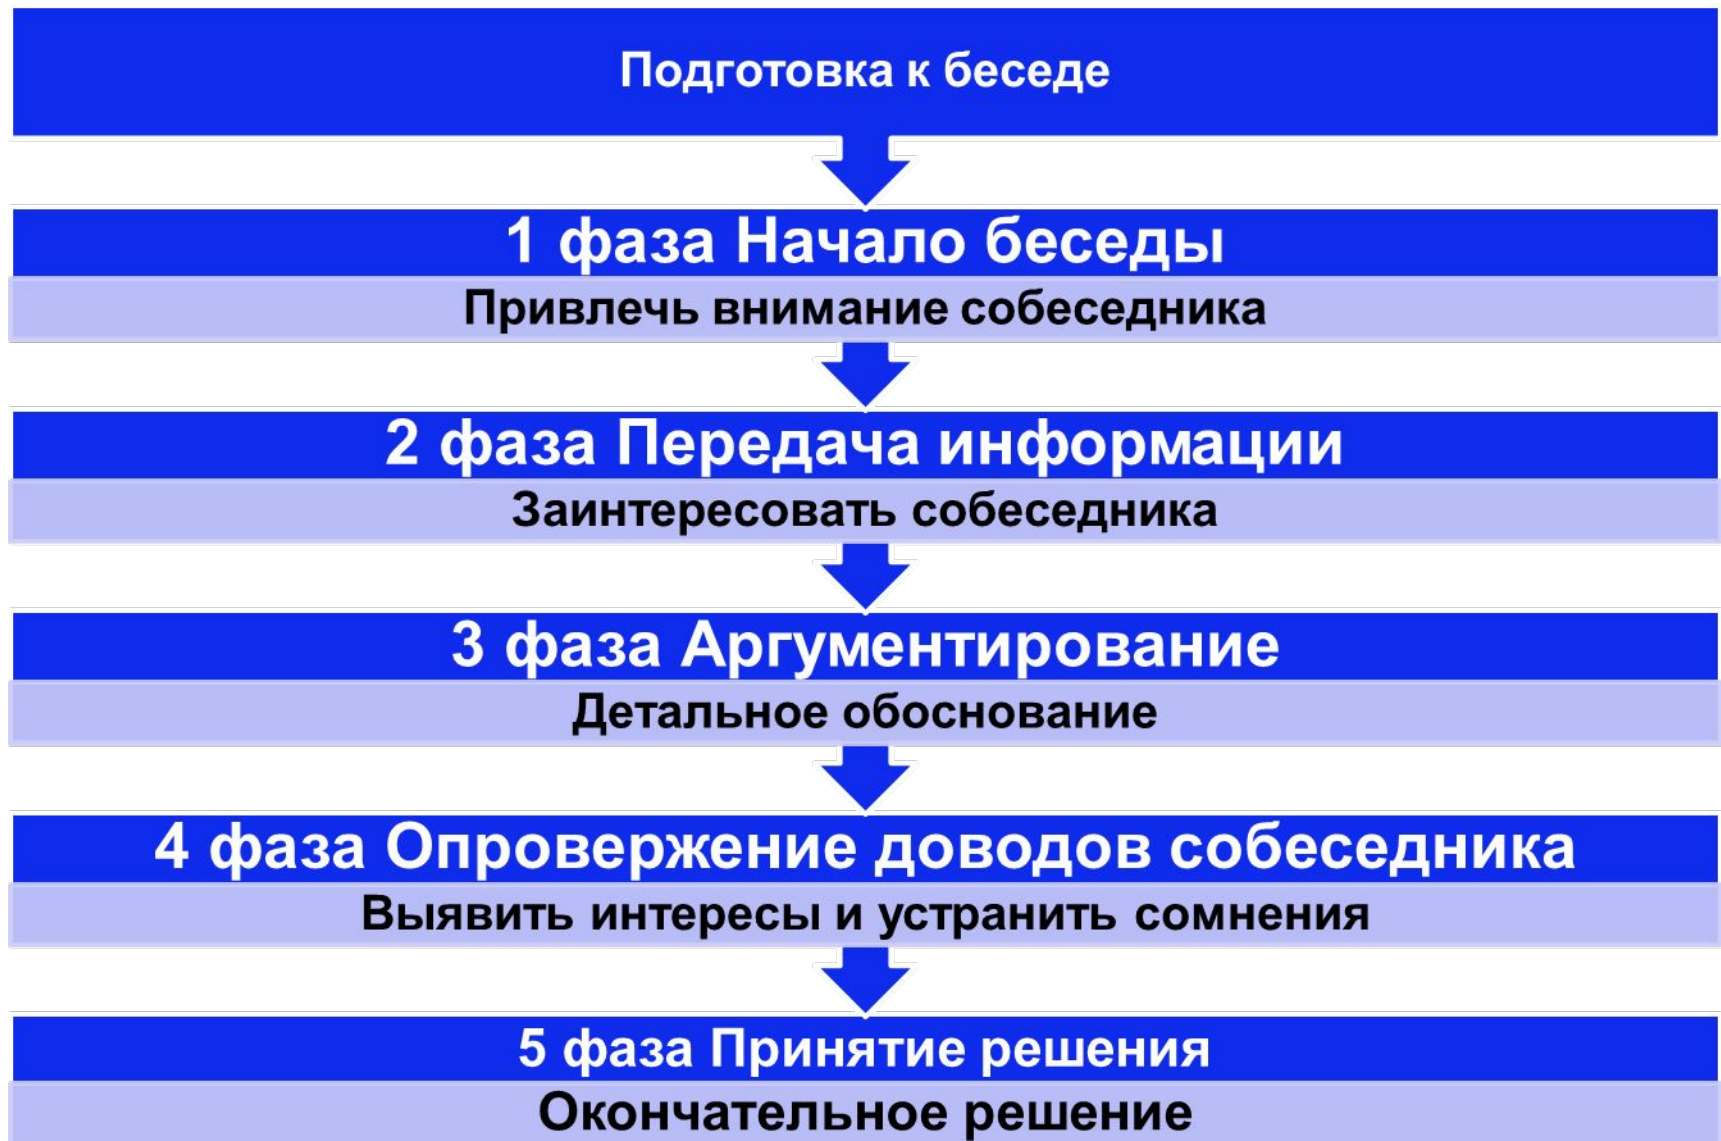 Подготовка к беседе
1 фаза Начало беседы
Привлечь внимание собеседника
2 фаза Передача информации
Заинтересовать собеседника
3 фаза Аргументирование
Детальное обоснование
4 фаза Опровержение доводов собеседника
Выявить интересы и устранить сомнения
5 фаза Принятие решения
Окончательное решение